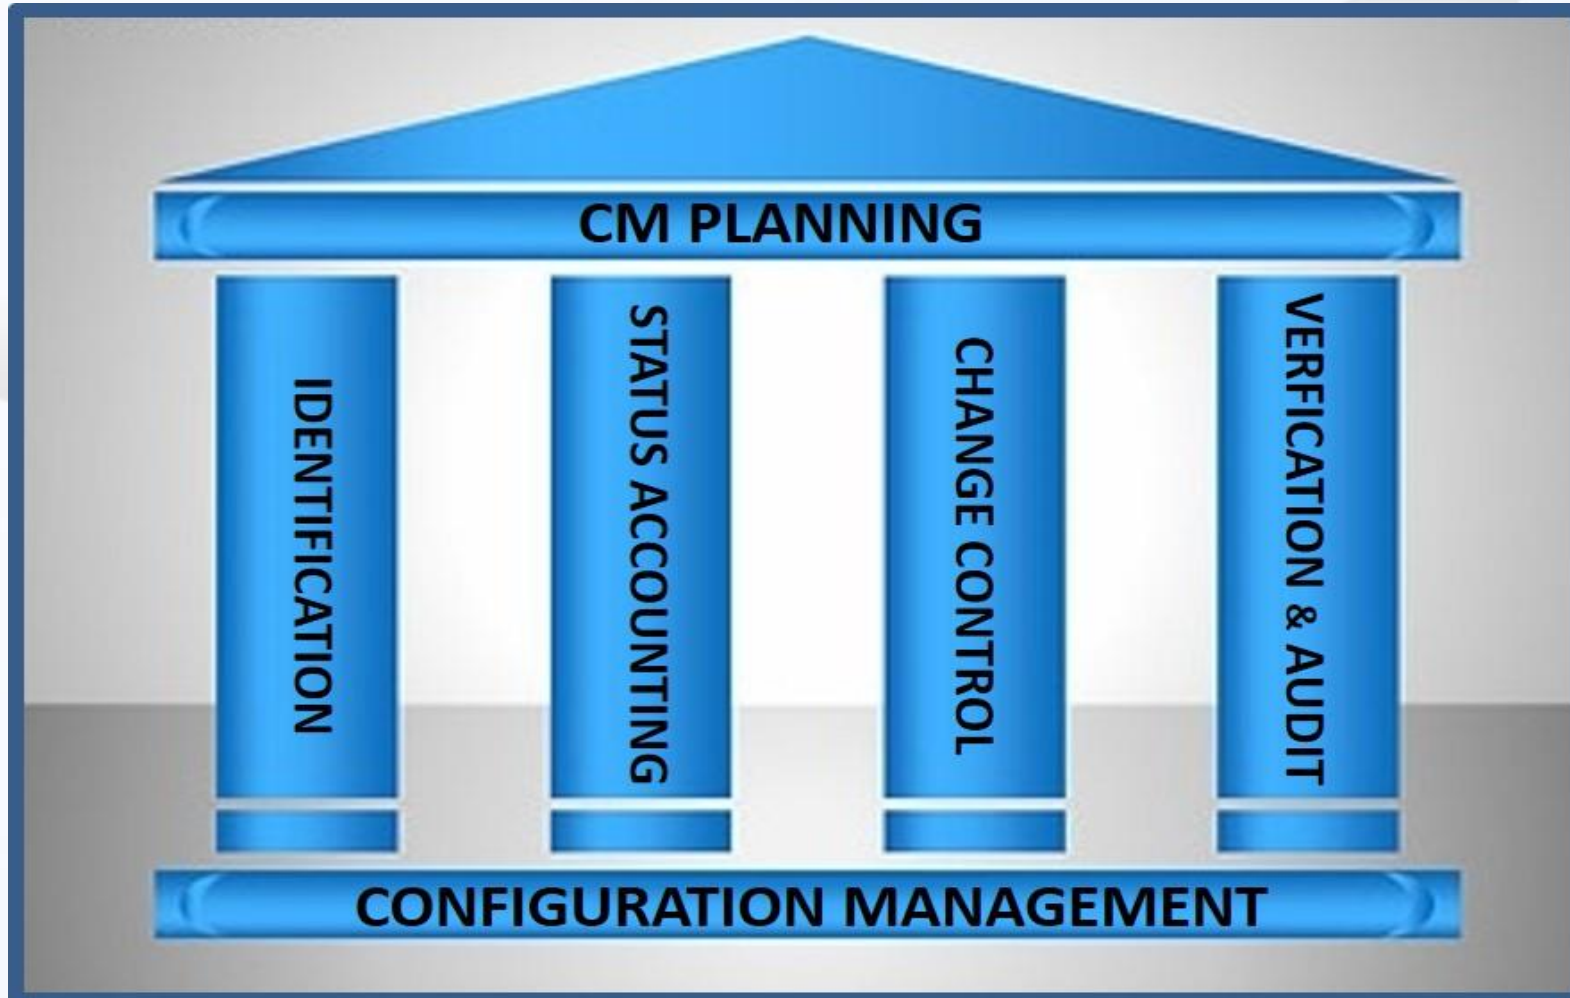 CM PLANNING
IDENTIFICATION
STATUS ACCOUNTING
CHANGE CONTROL
VERFICATION & AUDIT
CONFIGURATION MANAGEMENT